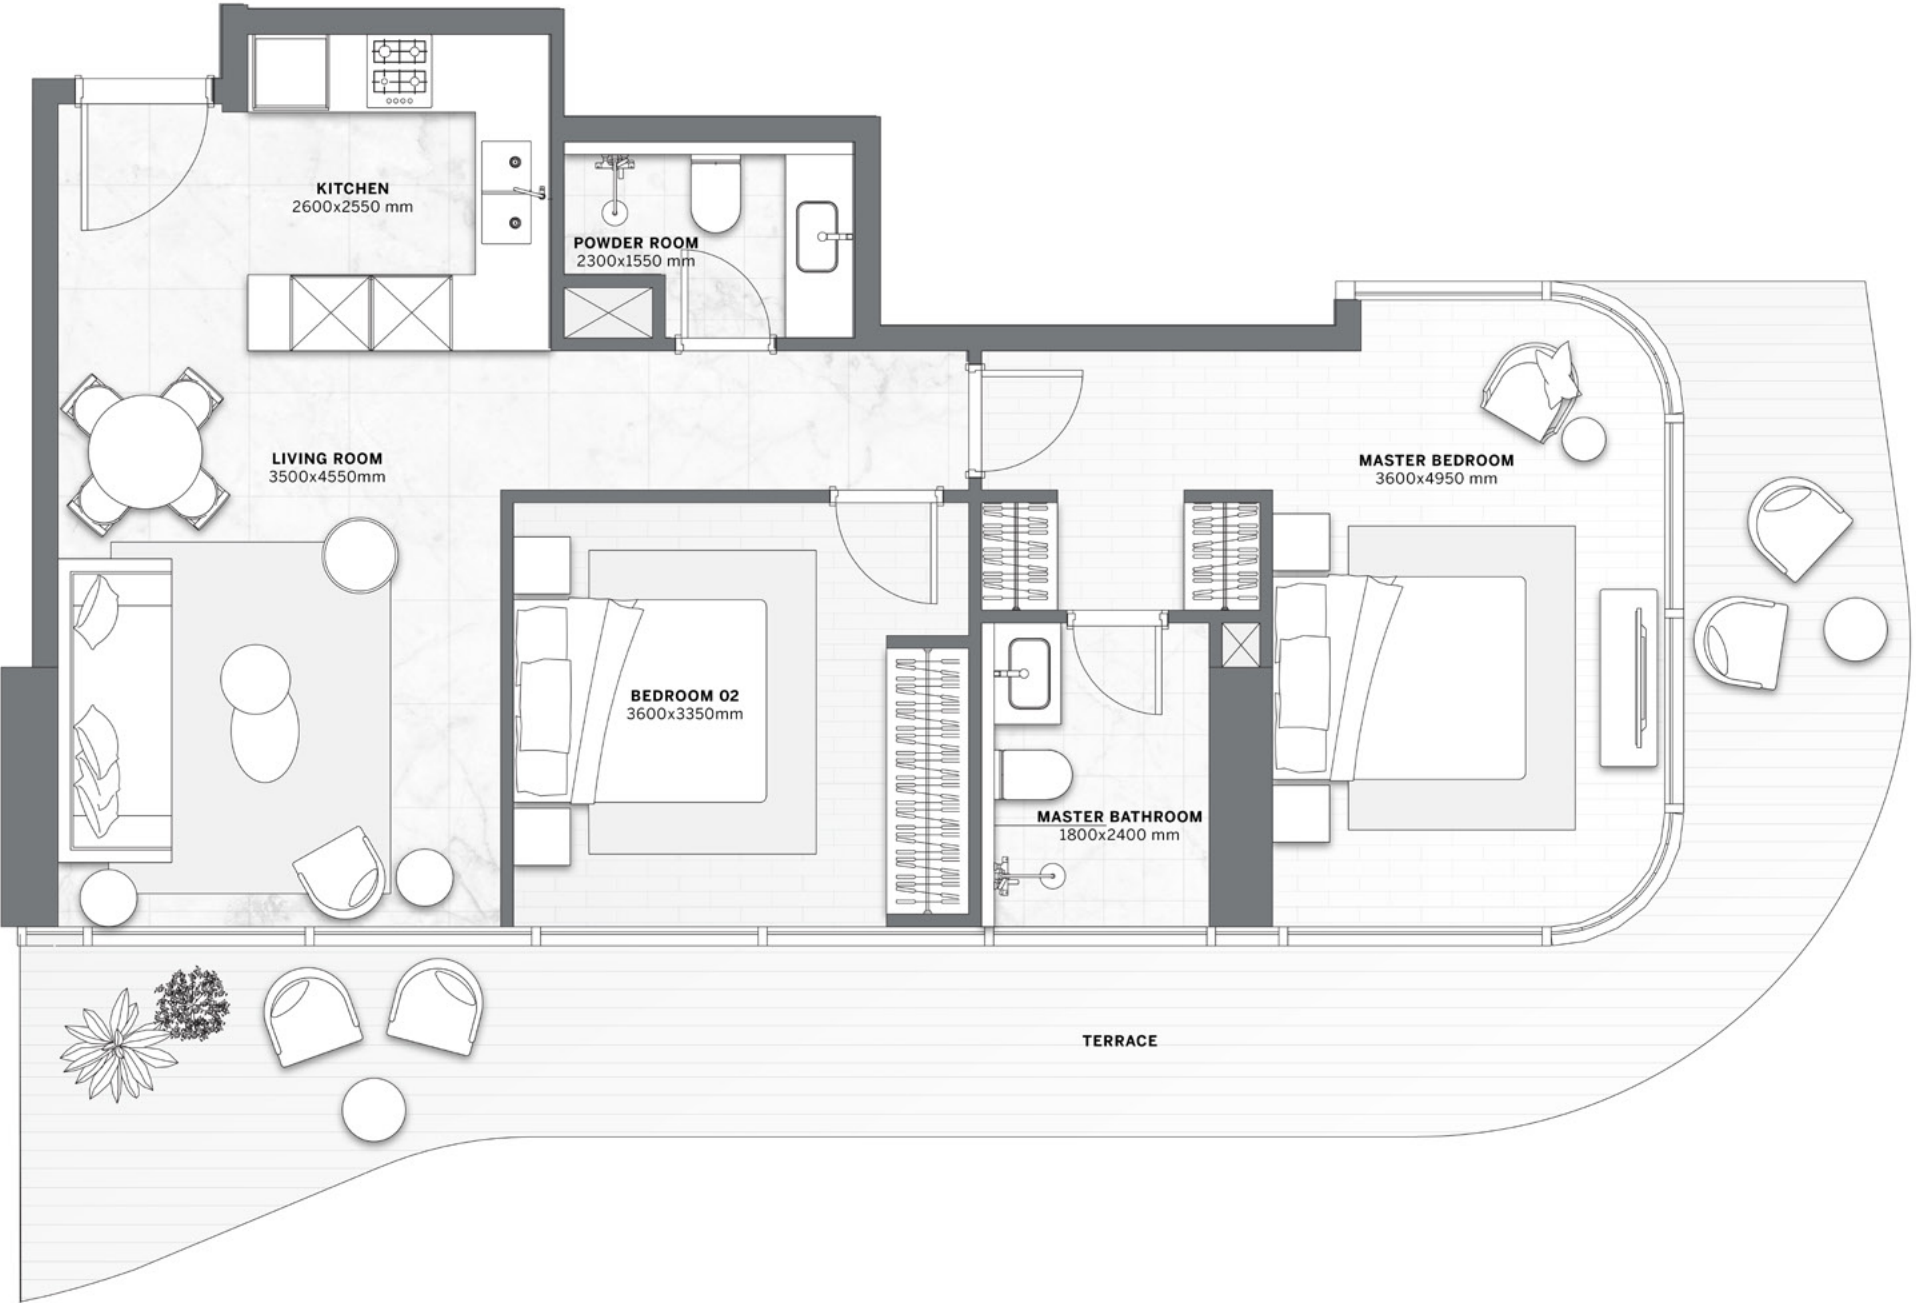 KITCHEN
2600x2550 mm
POWDER ROOM
2300x1550 mm
LIVING ROOM
3500x4550mm
MASTER BEDROOM
3600x4950 mm
BEDROOM 02
3600x3350mm
MASTER BATHROOM
1800x2400 mm
TERRACE